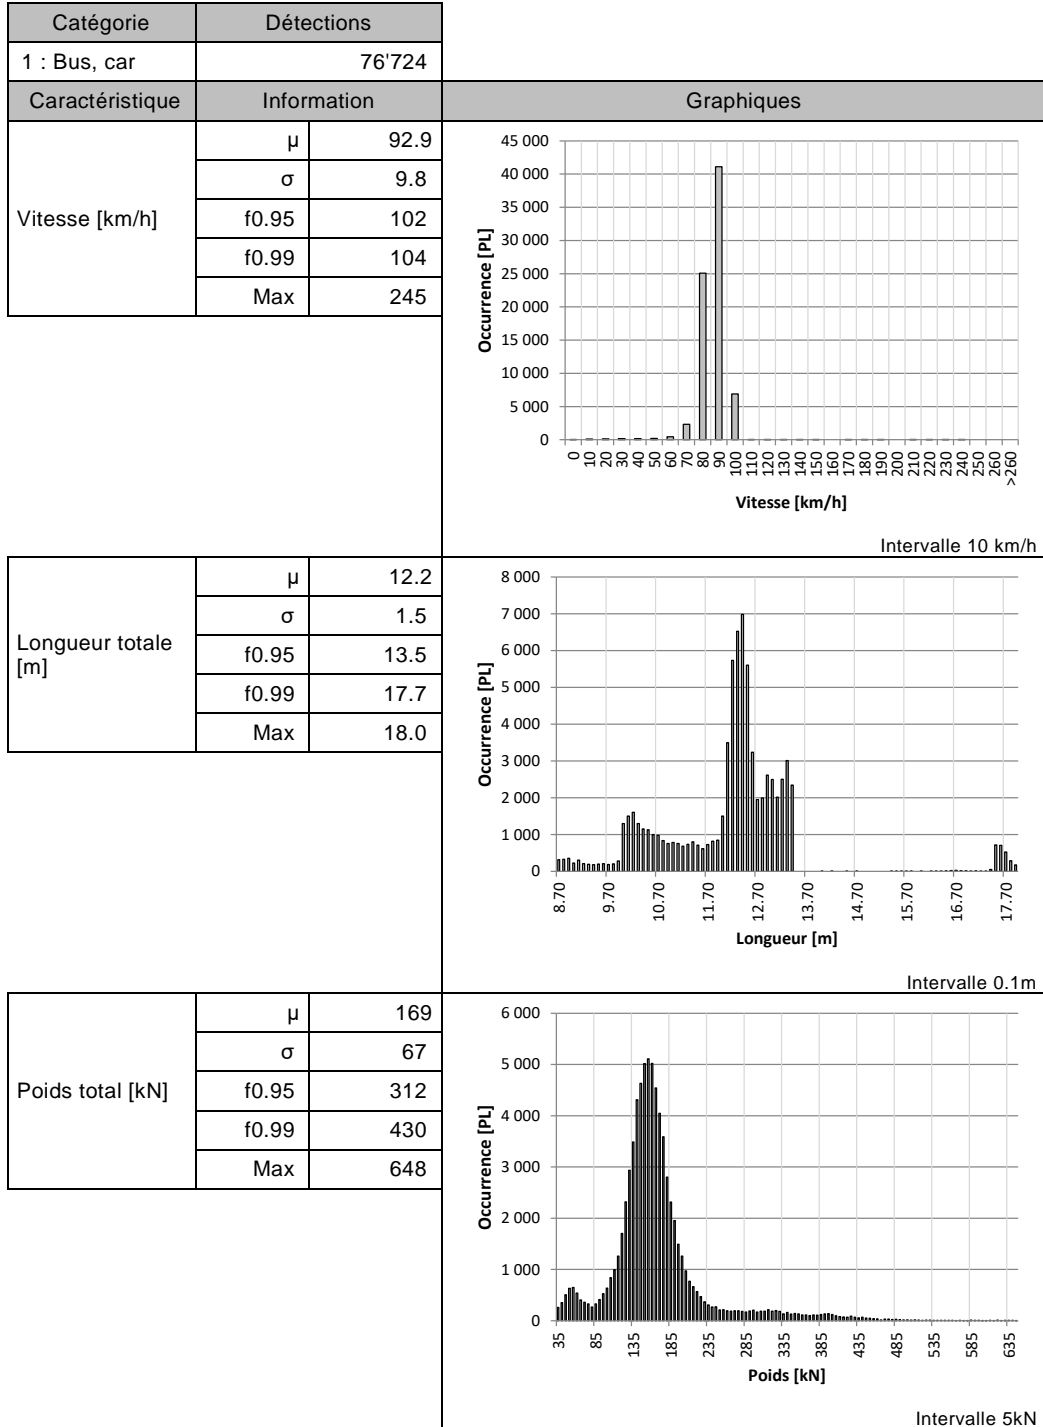 Catégorie Détections
1 : Bus, car 76'724
Caractéristique Information Graphiques
Vitesse [km/h]
µ 92.9
σ 9.8
f0.95 102
f0.99 104
Max 245
45 000
40 000
35 000
30 000
25 000
20 000
15 000
10 000
5 000
0
Occurrence [PL]
0 10 20 30 40 50 60 70 80 90 100 110 120 130 140 150 160 170 180 190 200 210 220 230 240 250 260 >260
Vitesse [km/h]
Intervalle 10 km/h
Longueur totale
[m]
µ 12.2
σ 1.5
f0.95 13.5
f0.99 17.7
Max 18.0
8 000
7 000
6 000
5 000
4 000
3 000
2 000
1 000
0
Occurrence [PL]
8.70 9.70 10.70 11.70 12.70 13.70 14.70 15.70 16.70 17.70
Longueur [m]
Intervalle 0.1m
Poids total [kN]
µ 169
σ 67
f0.95 312
f0.99 430
Max 648
6 000
5 000
4 000
3 000
2 000
1 000
0
Occurrence [PL]
35 85 135 185 235 285 335 385 435 485 535 585 635
Poids [kN]
Intervalle 5kN